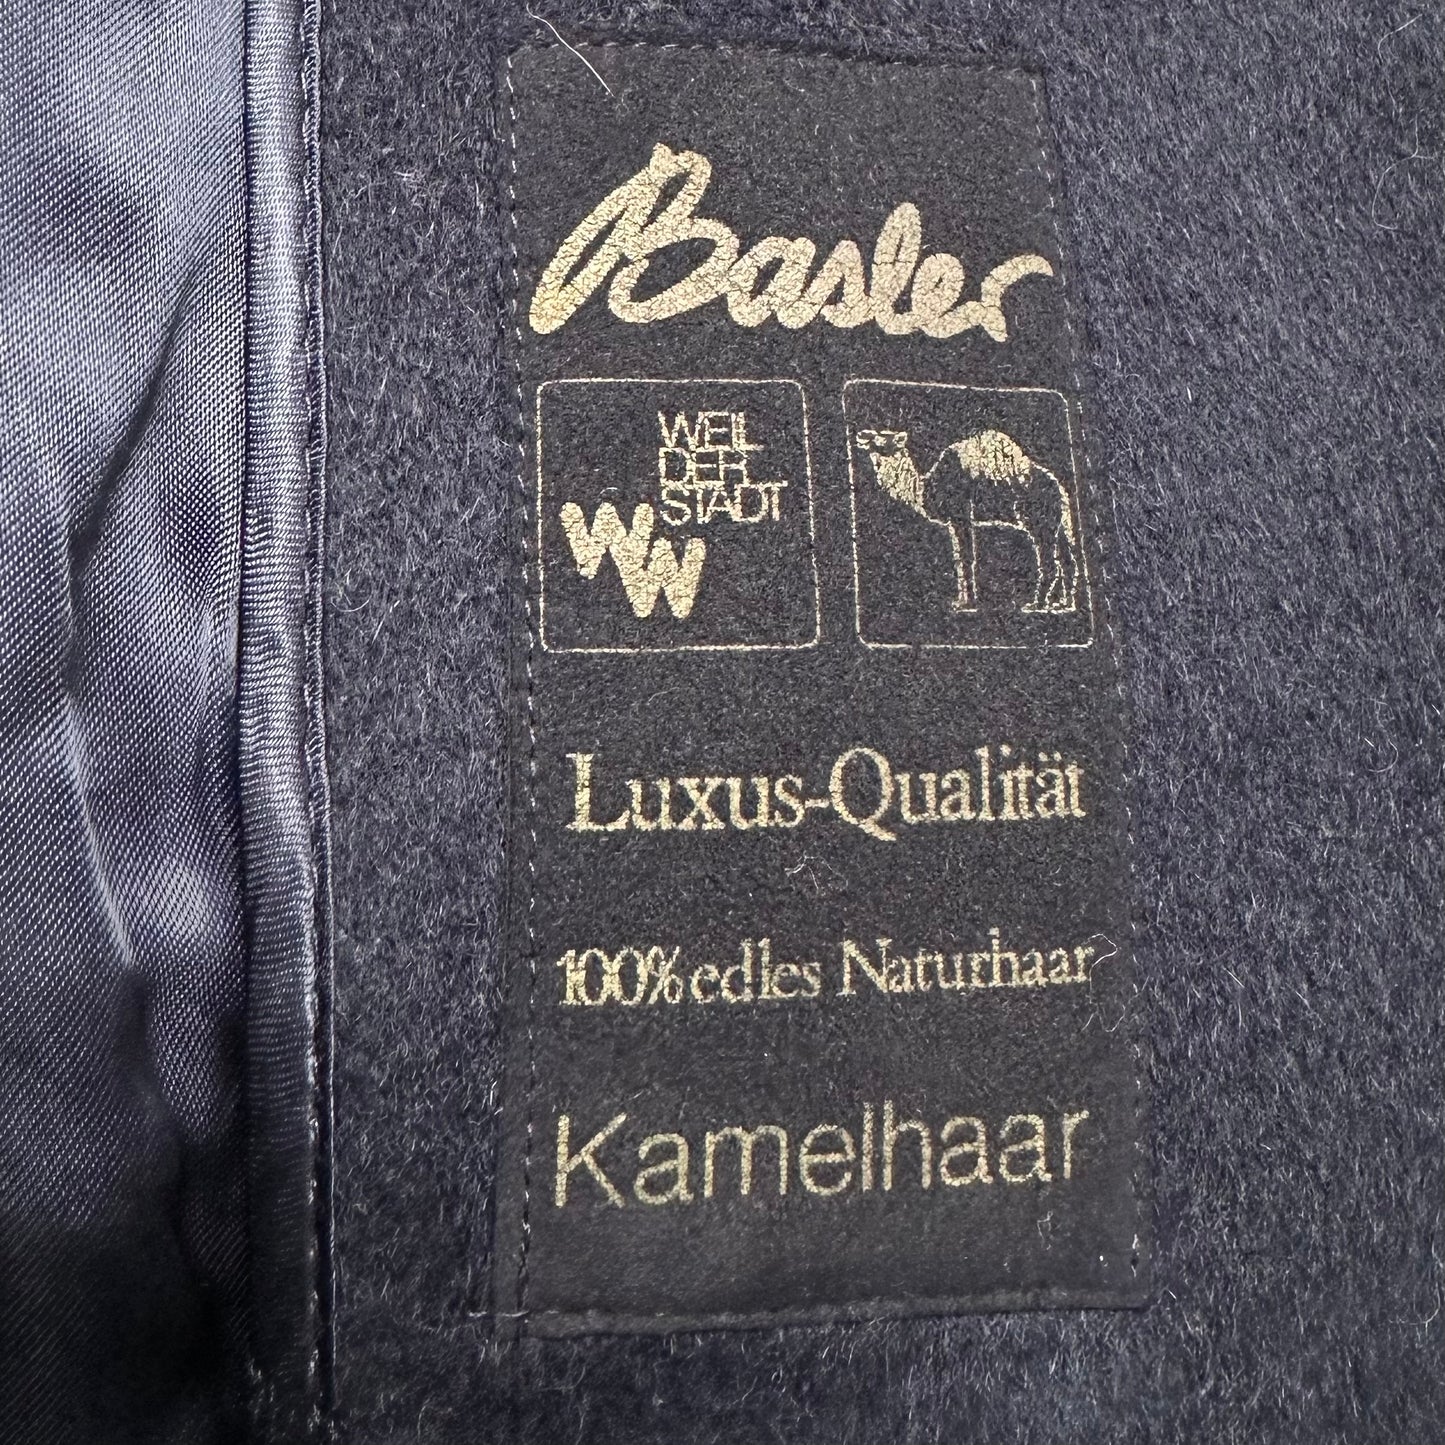 Basler
WEIL
DER
STADT
WW
Luxus-Qualität
100% edles Naturhaar
Kamelhaar